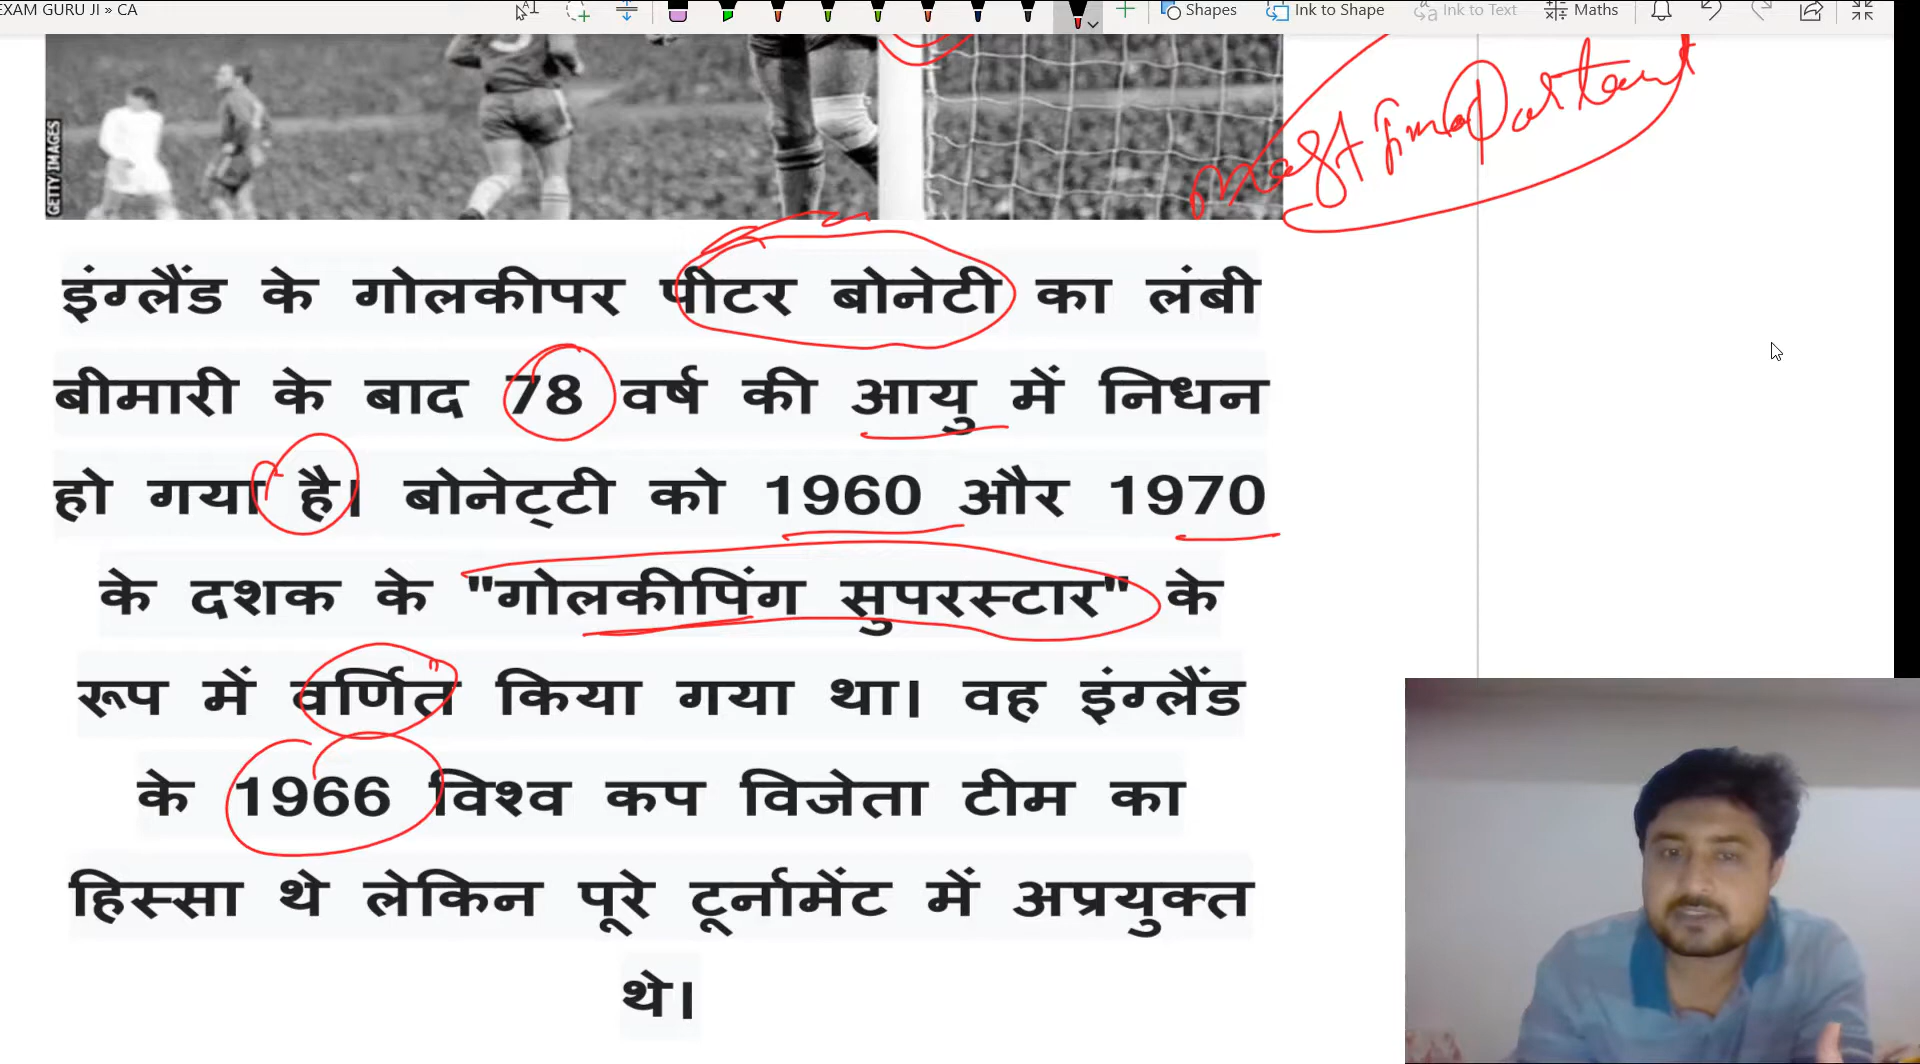 EXAM GURU JI » CA
Shapes Ink to Shape Ink to Text Maths
GETTY IMAGES
most important
इंग्लैंड के गोलकीपर पीटर बोनेटी का लंबी
बीमारी के बाद 78 वर्ष की आयु में निधन
हो गया है। बोनेट्टी को 1960 और 1970
के दशक के "गोलकीपिंग सुपरस्टार" के
रूप में वर्णित किया गया था। वह इंग्लैंड
के 1966 विश्व कप विजेता टीम का
हिस्सा थे लेकिन पूरे टूर्नामेंट में अप्रयुक्त
थे।